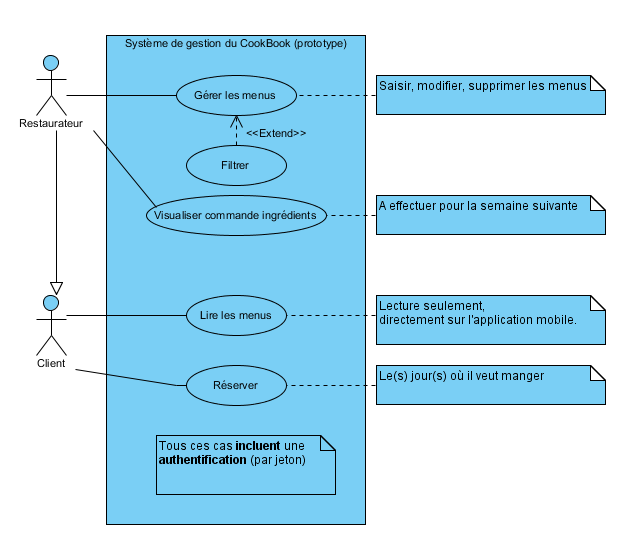 Système de gestion du CookBook (prototype)
Gérer les menus
Saisir, modifier, supprimer les menus
Restaurateur
<<Extend>>
Filtrer
Visualiser commande ingrédients
A effectuer pour la semaine suivante
Lire les menus
Lecture seulement,
directement sur l'application mobile.
Client
Réserver
Le(s) jour(s) où il veut manger
Tous ces cas incluent une
authentification (par jeton)